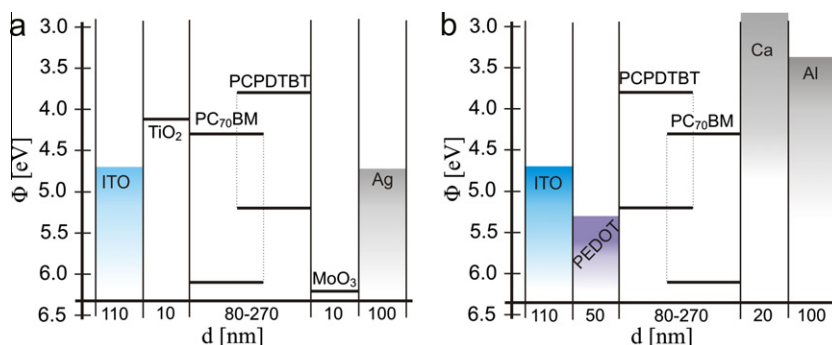 a
Φ [eV]
3.0
3.5
4.0
4.5
5.0
5.5
6.0
6.5
ITO
TiO₂
PC₇₀BM
PCPDTBT
MoO₃
Ag
110
10
80-270
10
100
d [nm]
b
Φ [eV]
3.0
3.5
4.0
4.5
5.0
5.5
6.0
6.5
ITO
PEDOT
PCPDTBT
PC₇₀BM
Ca
Al
110
50
80-270
20
100
d [nm]